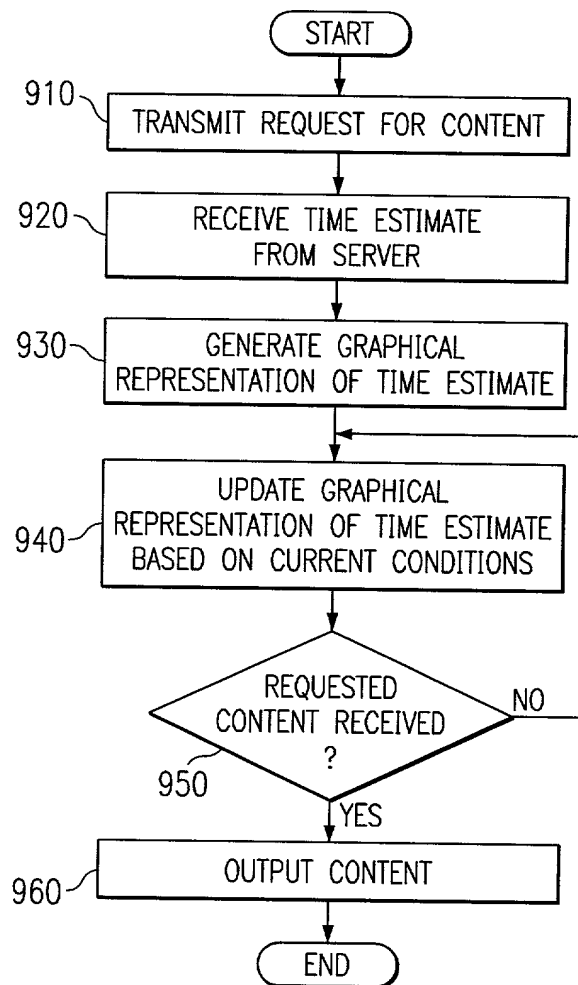 START
910
TRANSMIT REQUEST FOR CONTENT
920
RECEIVE TIME ESTIMATE
FROM SERVER
930
GENERATE GRAPHICAL
REPRESENTATION OF TIME ESTIMATE
940
UPDATE GRAPHICAL
REPRESENTATION OF TIME ESTIMATE
BASED ON CURRENT CONDITIONS
REQUESTED
CONTENT RECEIVED
?
NO
950
YES
960
OUTPUT CONTENT
END